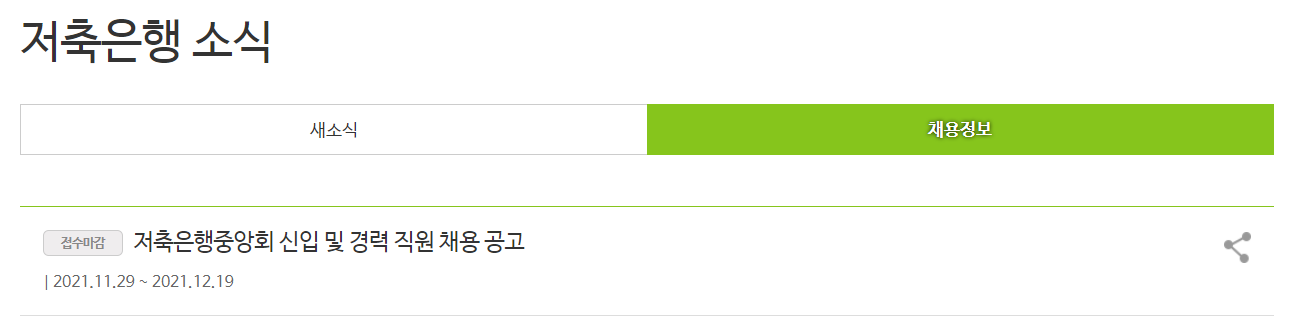 저축은행 소식
새소식
채용정보
접수마감 저축은행중앙회 신입 및 경력 직원 채용 공고
| 2021.11.29 ~ 2021.12.19